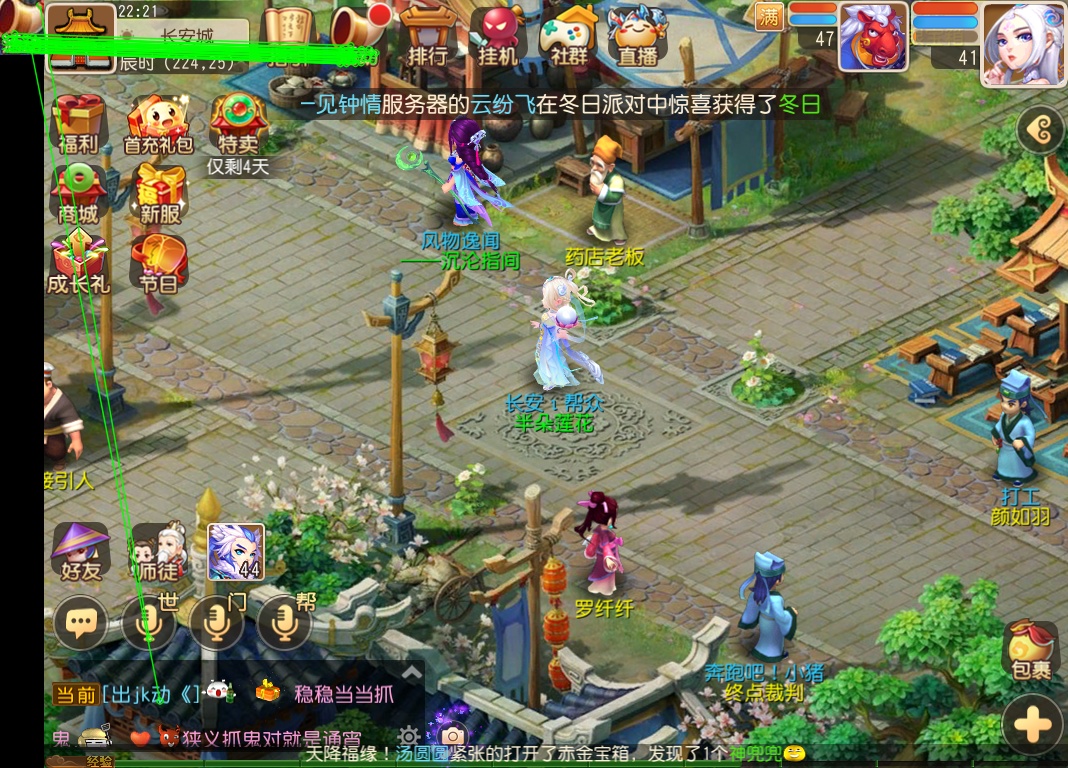 22:21
长安城
辰时（224,25）
排行
挂机
社群
直播
满
47
41
一见钟情服务器的云纷飞在冬日派对中惊喜获得了冬日
福利
首充礼包
特卖
仅剩4天
商城
新服
成长礼
节日
风物逸闻
——沉沦指间
药店老板
长安ξ帮众
半朵莲花
接引人
打工
颜如羽
好友
师徒
44
世
门
帮
罗纤纤
奔跑吧！小猪
终点裁判
包裹
当前 [出jk动《]
稳稳当当抓
鬼
狭义抓鬼对就是通宵
天降福缘！汤圆圆紧张的打开了赤金宝箱，发现了1个神兜兜
经验